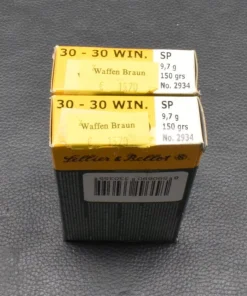 30 - 30 WIN. SP
9,7 g
150 grs
No. 2934
Waffen Braun
30 - 30 WIN. SP
9,7 g
150 grs
No. 2934
Waffen Braun
Sellier & Bellot